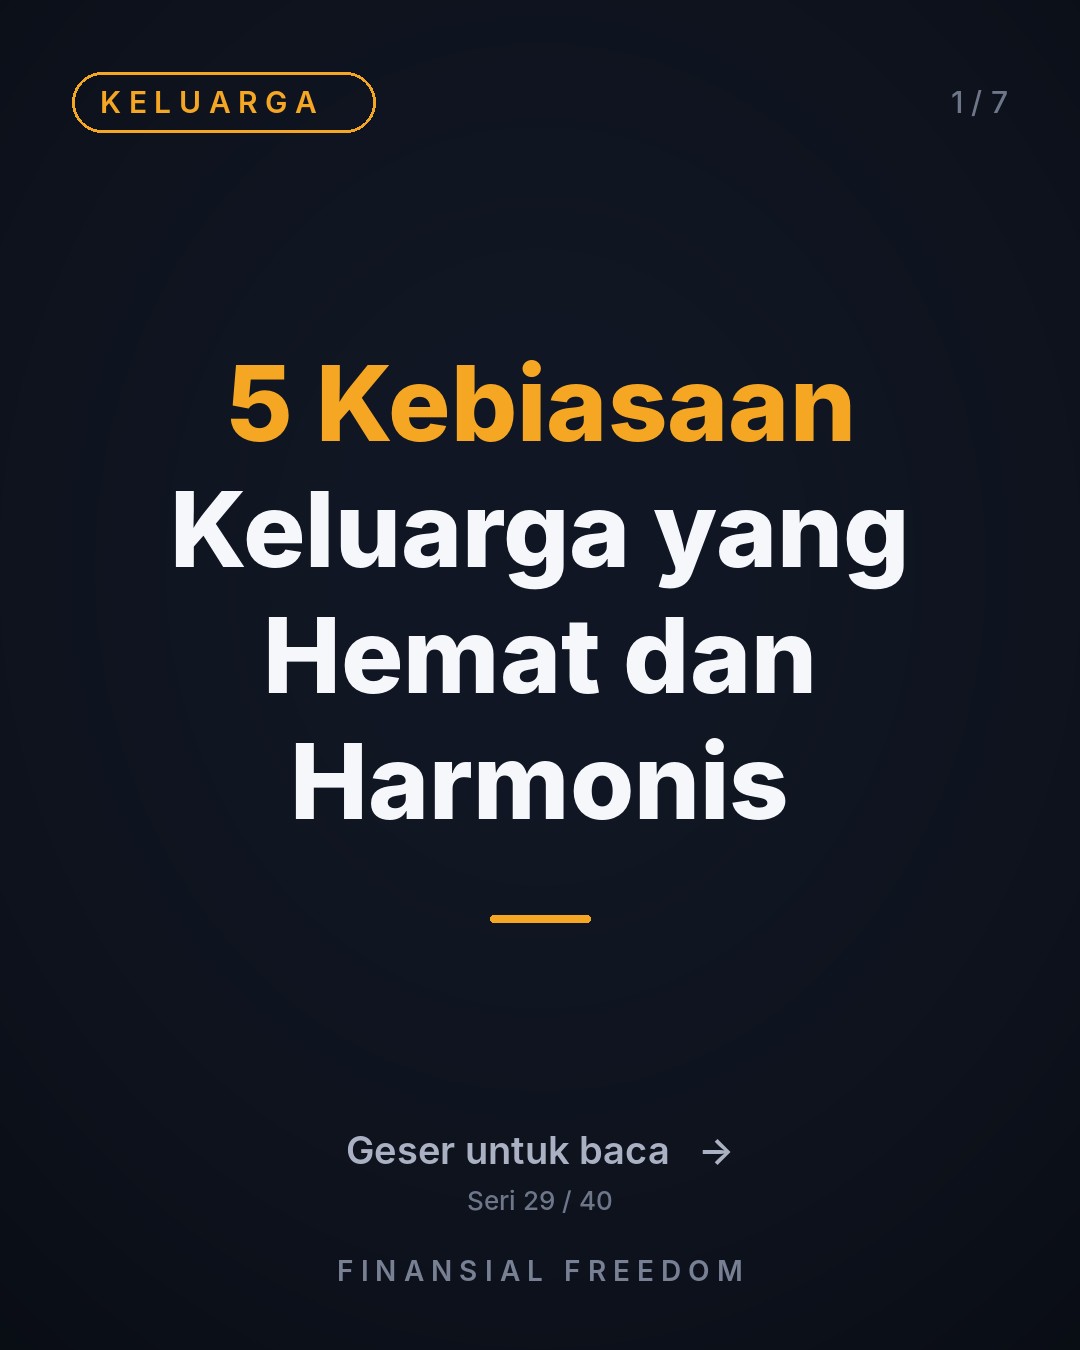 KELUARGA
1 / 7
5 Kebiasaan
Keluarga yang
Hemat dan
Harmonis
Geser untuk baca →
Seri 29 / 40
FINANSIAL FREEDOM